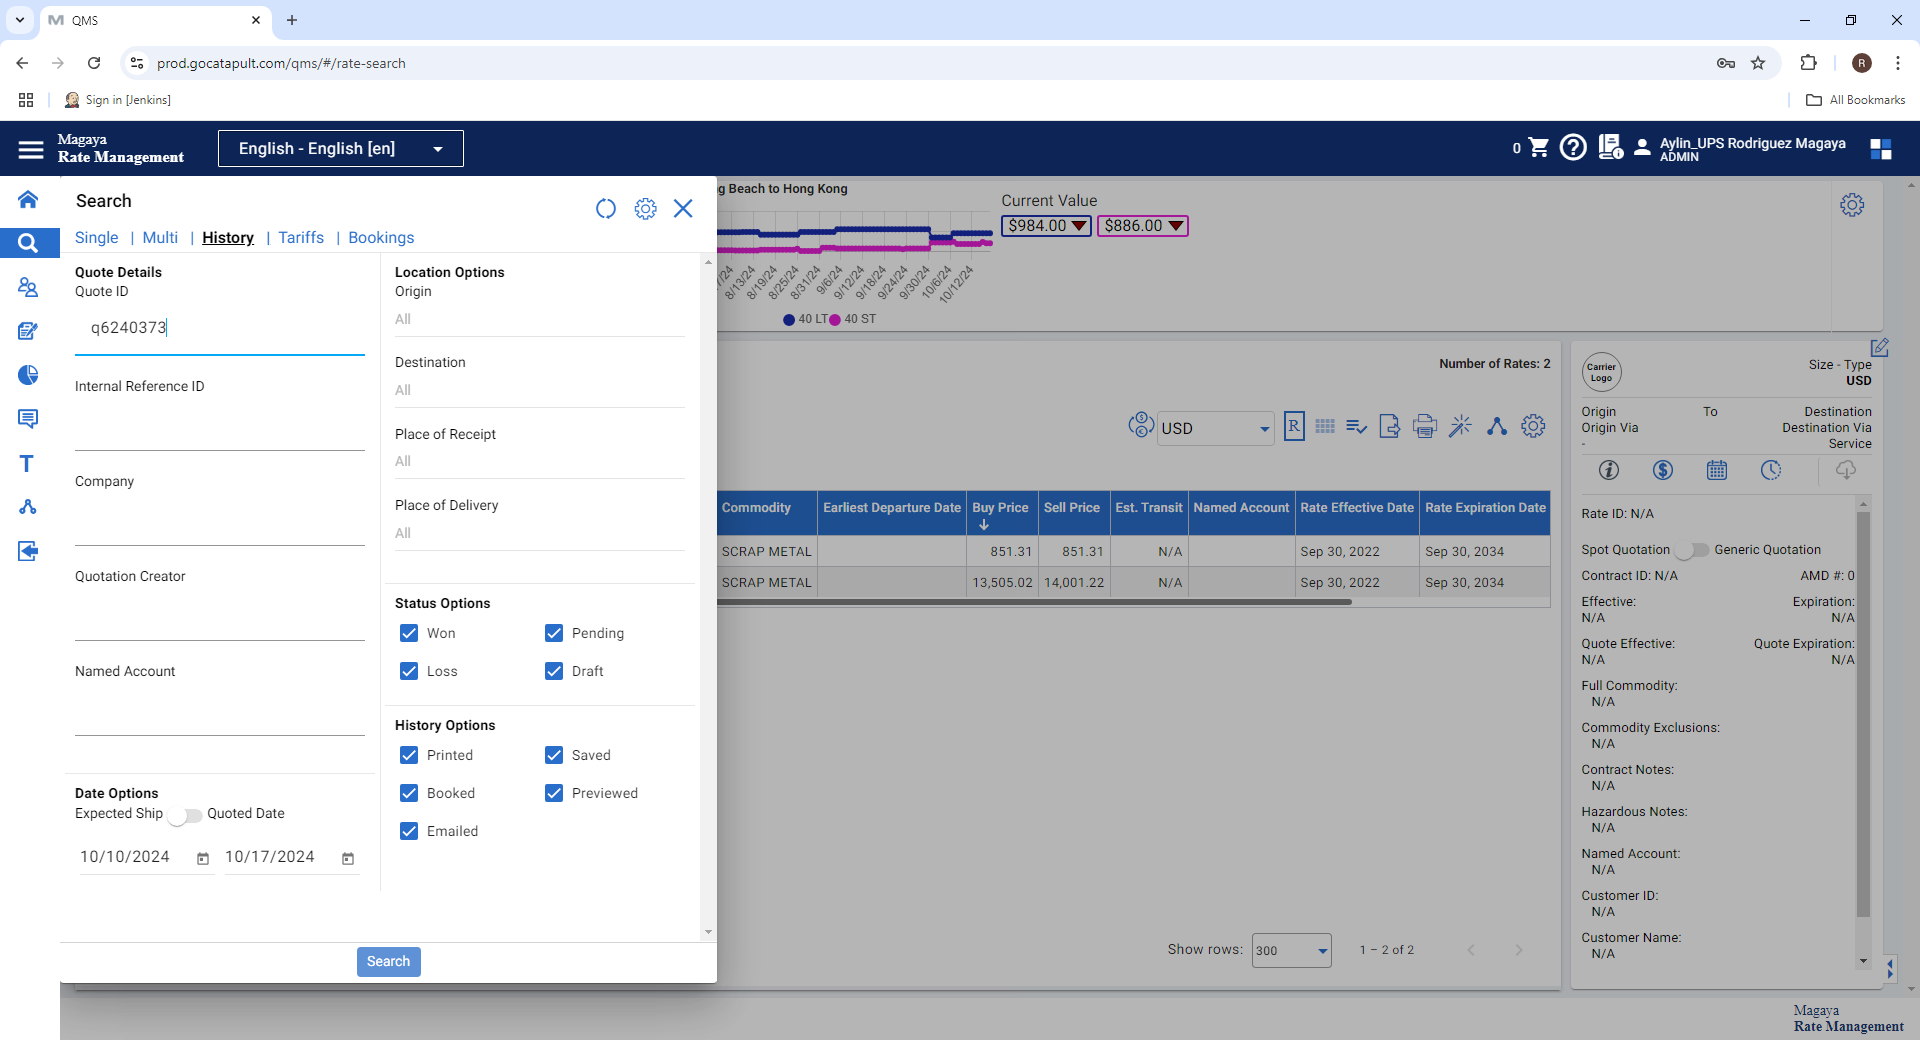 QMS
prod.gocatapult.com/qms/#/rate-search
R
Sign in [Jenkins]
All Bookmarks
Magaya
Rate Management
English - English [en]
0
Aylin_UPS Rodriguez Magaya
ADMIN
Search
Single | Multi | History | Tariffs | Bookings
Quote Details
Quote ID
q6240373
Internal Reference ID
Company
Quotation Creator
Named Account
Date Options
Expected Ship Quoted Date
10/10/2024 10/17/2024
Location Options
Origin
All
Destination
All
Place of Receipt
All
Place of Delivery
All
Status Options
Won Pending
Loss Draft
History Options
Printed Saved
Booked Previewed
Emailed
Search
g Beach to Hong Kong
8/13/24 8/19/24 8/25/24 8/31/24 9/6/24 9/12/24 9/18/24 9/24/24 9/30/24 10/6/24 10/12/24
40 LT 40 ST
Current Value
$984.00 $886.00
Number of Rates: 2
USD
R
Commodity Earliest Departure Date Buy Price Sell Price Est. Transit Named Account Rate Effective Date Rate Expiration Date
SCRAP METAL 851.31 851.31 N/A Sep 30, 2022 Sep 30, 2034
SCRAP METAL 13,505.02 14,001.22 N/A Sep 30, 2022 Sep 30, 2034
Show rows: 300 1 – 2 of 2
Carrier
Logo
Size - Type
USD
Origin To Destination
Origin Via Destination Via
- Service
Rate ID: N/A
Spot Quotation Generic Quotation
Contract ID: N/A AMD #: 0
Effective: Expiration:
N/A N/A
Quote Effective: Quote Expiration:
N/A N/A
Full Commodity:
N/A
Commodity Exclusions:
N/A
Contract Notes:
N/A
Hazardous Notes:
N/A
Named Account:
N/A
Customer ID:
N/A
Customer Name:
N/A
Magaya
Rate Management